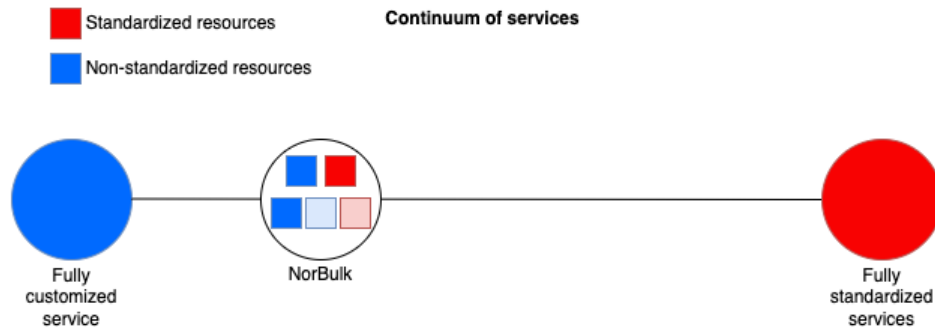 Continuum of services
Standardized resources
Non-standardized resources
Fully
customized
service
NorBulk
Fully
standardized
services